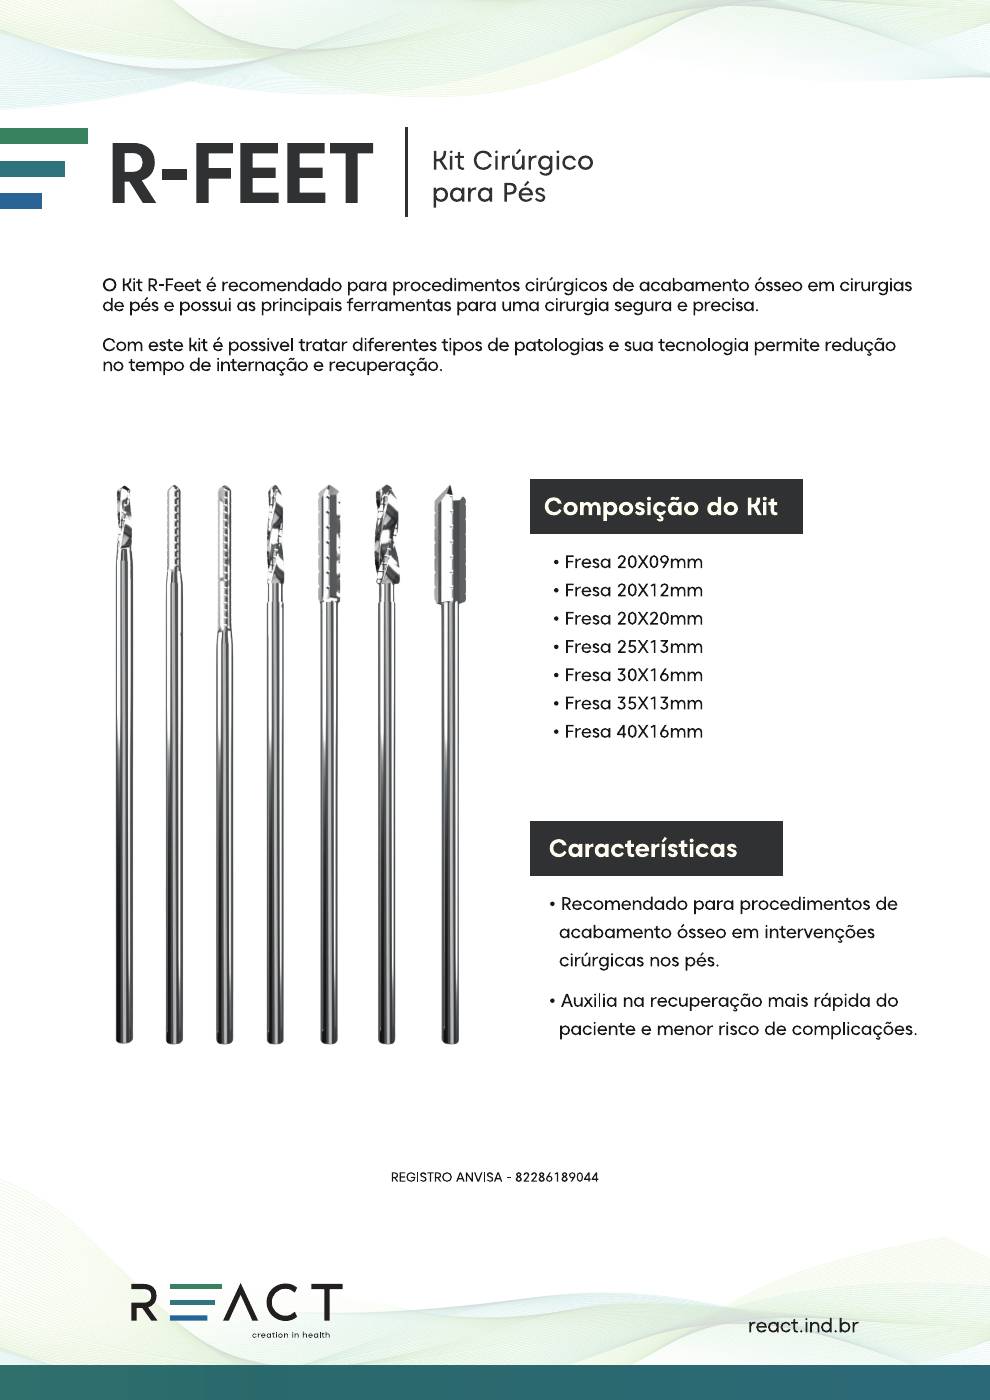 R-FEET
Kit Cirúrgico
para Pés
O Kit R-Feet é recomendado para procedimentos cirúrgicos de acabamento ósseo em cirurgias
de pés e possui as principais ferramentas para uma cirurgia segura e precisa.
Com este kit é possivel tratar diferentes tipos de patologias e sua tecnologia permite redução
no tempo de internação e recuperação.
Composição do Kit
• Fresa 20X09mm
• Fresa 20X12mm
• Fresa 20X20mm
• Fresa 25X13mm
• Fresa 30X16mm
• Fresa 35X13mm
• Fresa 40X16mm
Características
• Recomendado para procedimentos de
acabamento ósseo em intervenções
cirúrgicas nos pés.
• Auxilia na recuperação mais rápida do
paciente e menor risco de complicações.
REGISTRO ANVISA - 82286189044
REACT
creation in health
react.ind.br